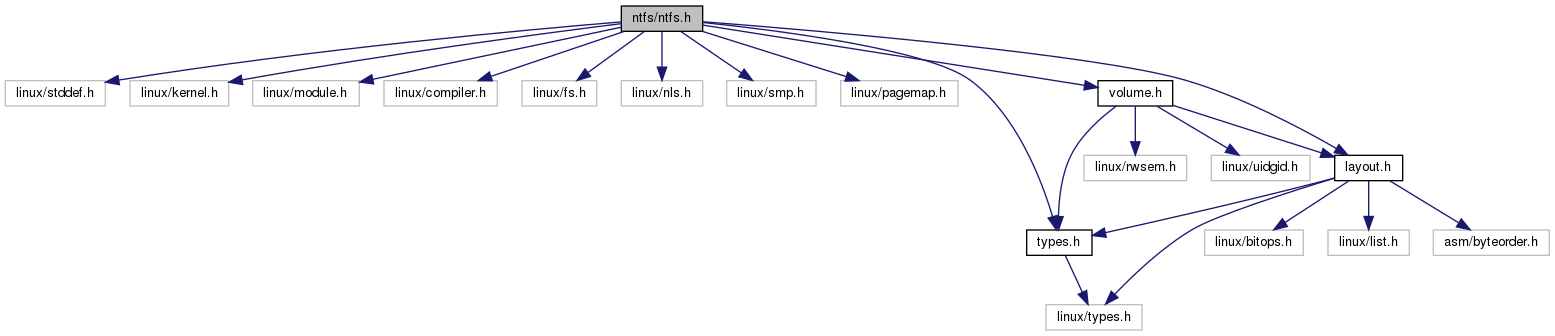 ntfs/ntfs.h
linux/stddef.h
linux/kernel.h
linux/module.h
linux/compiler.h
linux/fs.h
linux/nls.h
linux/smp.h
linux/pagemap.h
volume.h
linux/rwsem.h
linux/uidgid.h
layout.h
types.h
linux/bitops.h
linux/list.h
asm/byteorder.h
linux/types.h